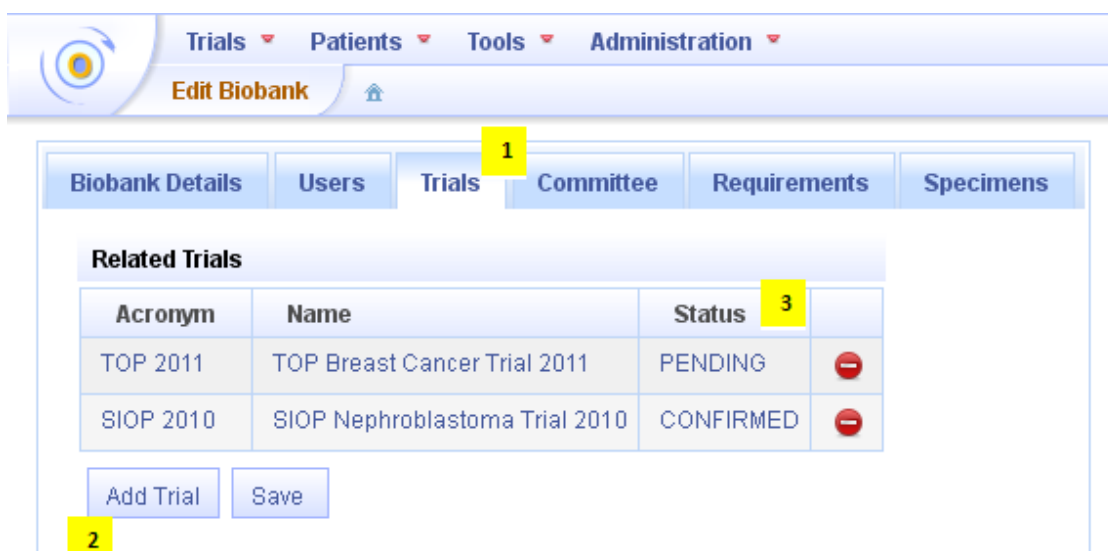 Trials Patients Tools Administration
Edit Biobank
1
Biobank Details Users Trials Committee Requirements Specimens
Related Trials
3
Acronym Name Status
TOP 2011 TOP Breast Cancer Trial 2011 PENDING
SIOP 2010 SIOP Nephroblastoma Trial 2010 CONFIRMED
Add Trial Save
2